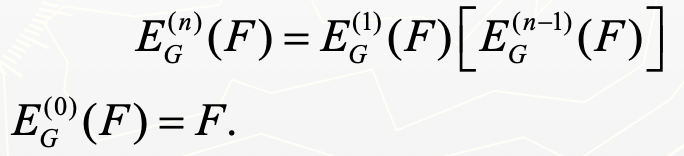 E_G^{(n)}(F) = E_G^{(1)}(F)[E_G^{(n-1)}(F)]
E_G^{(0)}(F) = F.